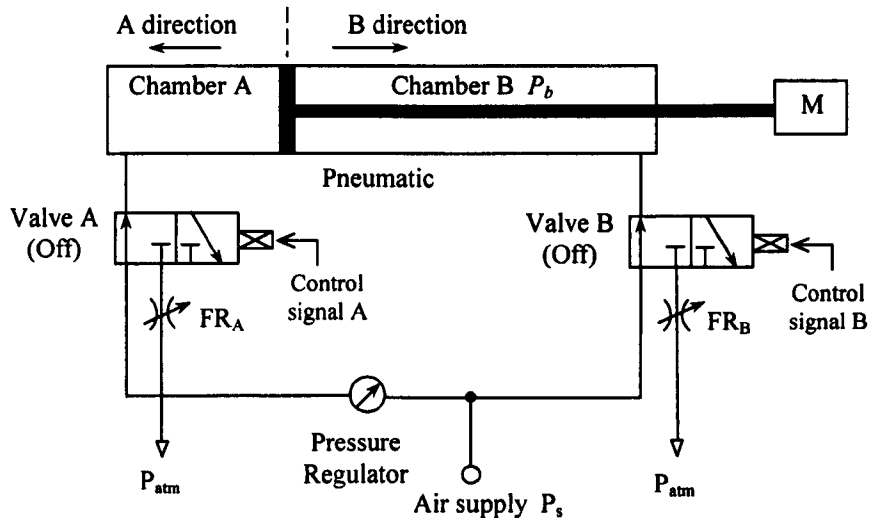 A direction
B direction
Chamber A
Chamber B P_b
M
Pneumatic
Valve A
(Off)
Valve B
(Off)
Control
signal A
Control
signal B
FR_A
FR_B
Pressure
Regulator
P_atm
Air supply P_s
P_atm